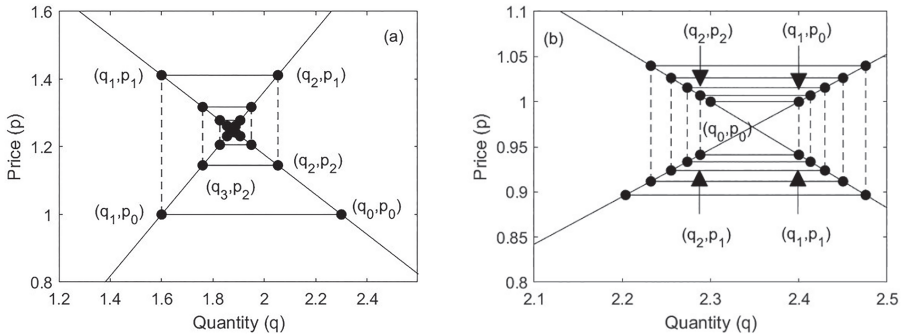 1.6
1.4
1.2
1
0.8
1.2
1.4
1.6
1.8
2
2.2
2.4
Quantity (q)
Price (p)
(a)
(q1,p1)
(q2,p1)
(q2,p2)
(q3,p2)
(q1,p0)
(q0,p0)
1.1
1.05
1
0.95
0.9
0.85
0.8
2.1
2.2
2.3
2.4
2.5
Quantity (q)
Price (p)
(b)
(q2,p2)
(q1,p0)
(q0,p0)
(q2,p1)
(q1,p1)